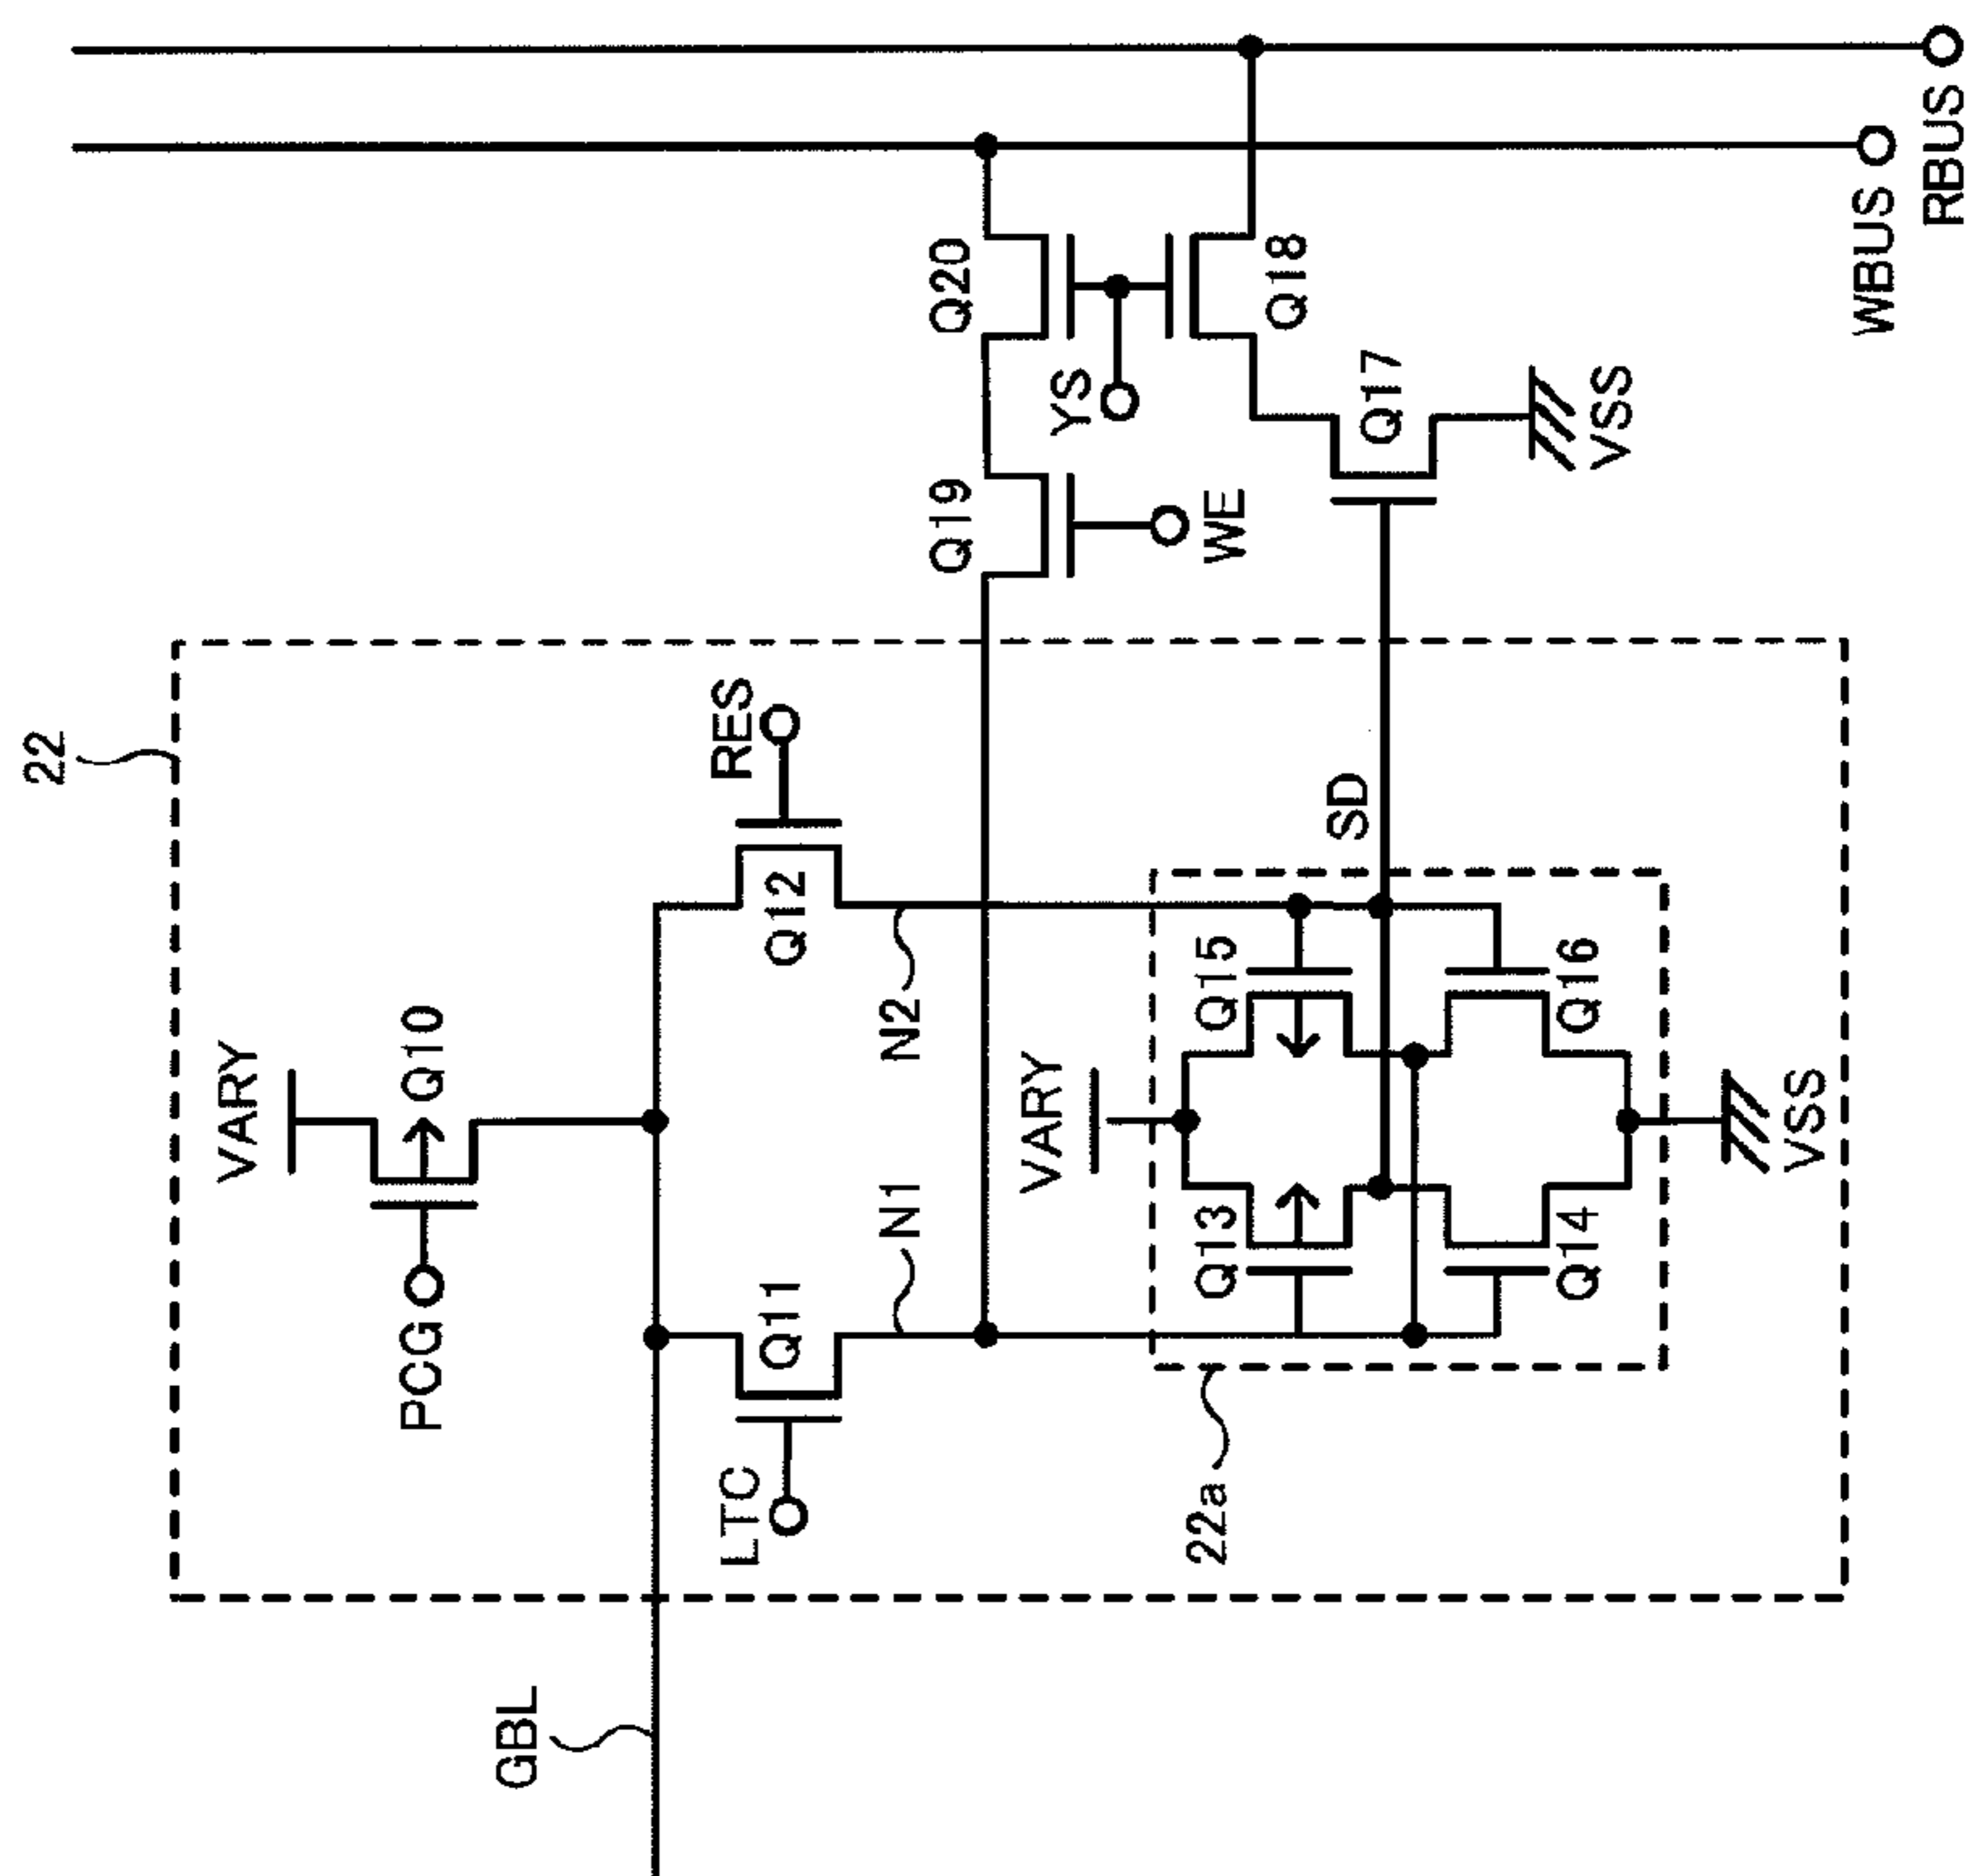 22
VARY
Q10
PCG
RES
Q12
N2
N1
Q11
LTC
GBL
Q20
Q19
YS
WE
Q18
Q17
VSS
WBUS
RBUS
SD
VARY
Q15
Q16
Q13
Q14
VSS
22a